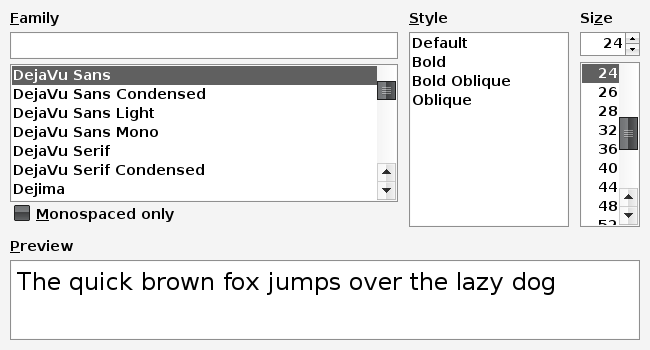 Family
DejaVu Sans
DejaVu Sans Condensed
DejaVu Sans Light
DejaVu Sans Mono
DejaVu Serif
DejaVu Serif Condensed
Dejima
Monospaced only
Style
Default
Bold
Bold Oblique
Oblique
Size
24
24
26
28
32
36
40
44
48
52
Preview
The quick brown fox jumps over the lazy dog